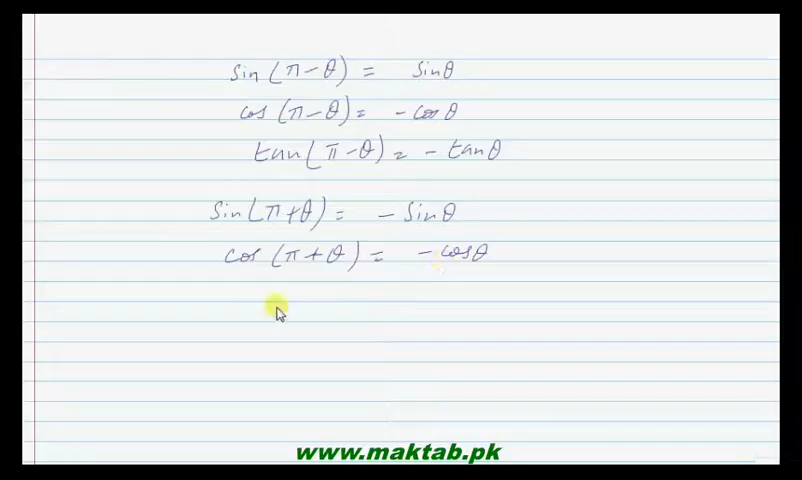 sin(π-θ) = sinθ
cos(π-θ) = -cosθ
tan(π-θ) = -tanθ
sin(π+θ) = -sinθ
cos(π+θ) = -cosθ
www.maktab.pk